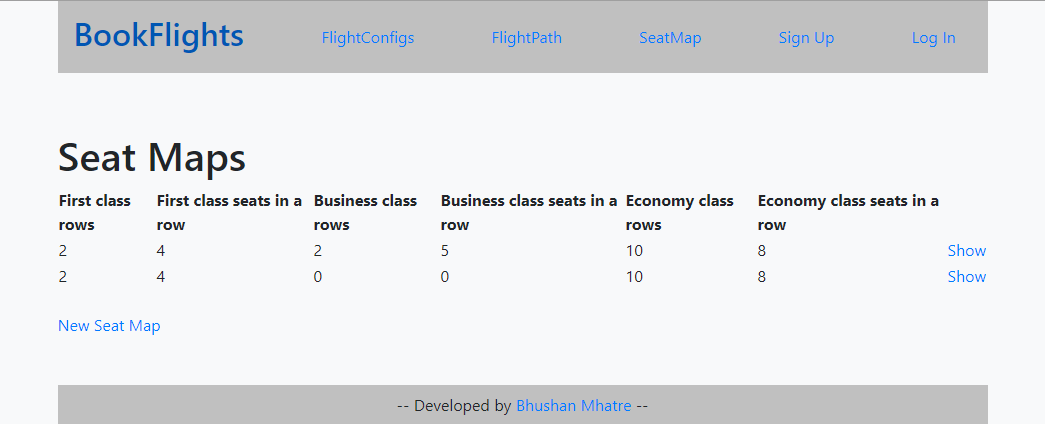 BookFlights FlightConfigs FlightPath SeatMap Sign Up Log In
Seat Maps
First class rows First class seats in a row Business class rows Business class seats in a row Economy class rows Economy class seats in a row
2 4 2 5 10 8 Show
2 4 0 0 10 8 Show
New Seat Map
-- Developed by Bhushan Mhatre --